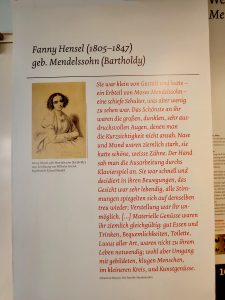 Fanny Hensel (1805–1847)
geb. Mendelssohn (Bartholdy)
Sie war klein von Gestalt und hatte –
ein Erbteil von Moses Mendelssohn –
eine schiefe Schulter, was aber wenig
zu sehen war. Das Schönste an ihr
waren die großen, dunklen, sehr aus-
drucksvollen Augen, denen man
die Kurzsichtigkeit nicht ansah. Nase
und Mund waren ziemlich stark, sie
hatte schöne, weisse Zähne. Der Hand
sah man die Ausarbeitung durchs
Clavierspiel an. Sie war schnell und
decidiert in ihren Bewegungen, das
Gesicht war sehr lebendig, alle Stim-
mungen spiegelten sich auf demselben
treu wieder; Verstellung war ihr un-
möglich. [...] Materielle Genüsse waren
ihr ziemlich gleichgültig: gut Essen und
Trinken, Bequemlichkeiten, Toilette,
Luxus aller Art, waren nicht zu ihrem
Leben notwendig; wohl aber Umgang
mit gebildeten, klugen Menschen,
im kleineren Kreis, und Kunstgenüsse.
We
Me